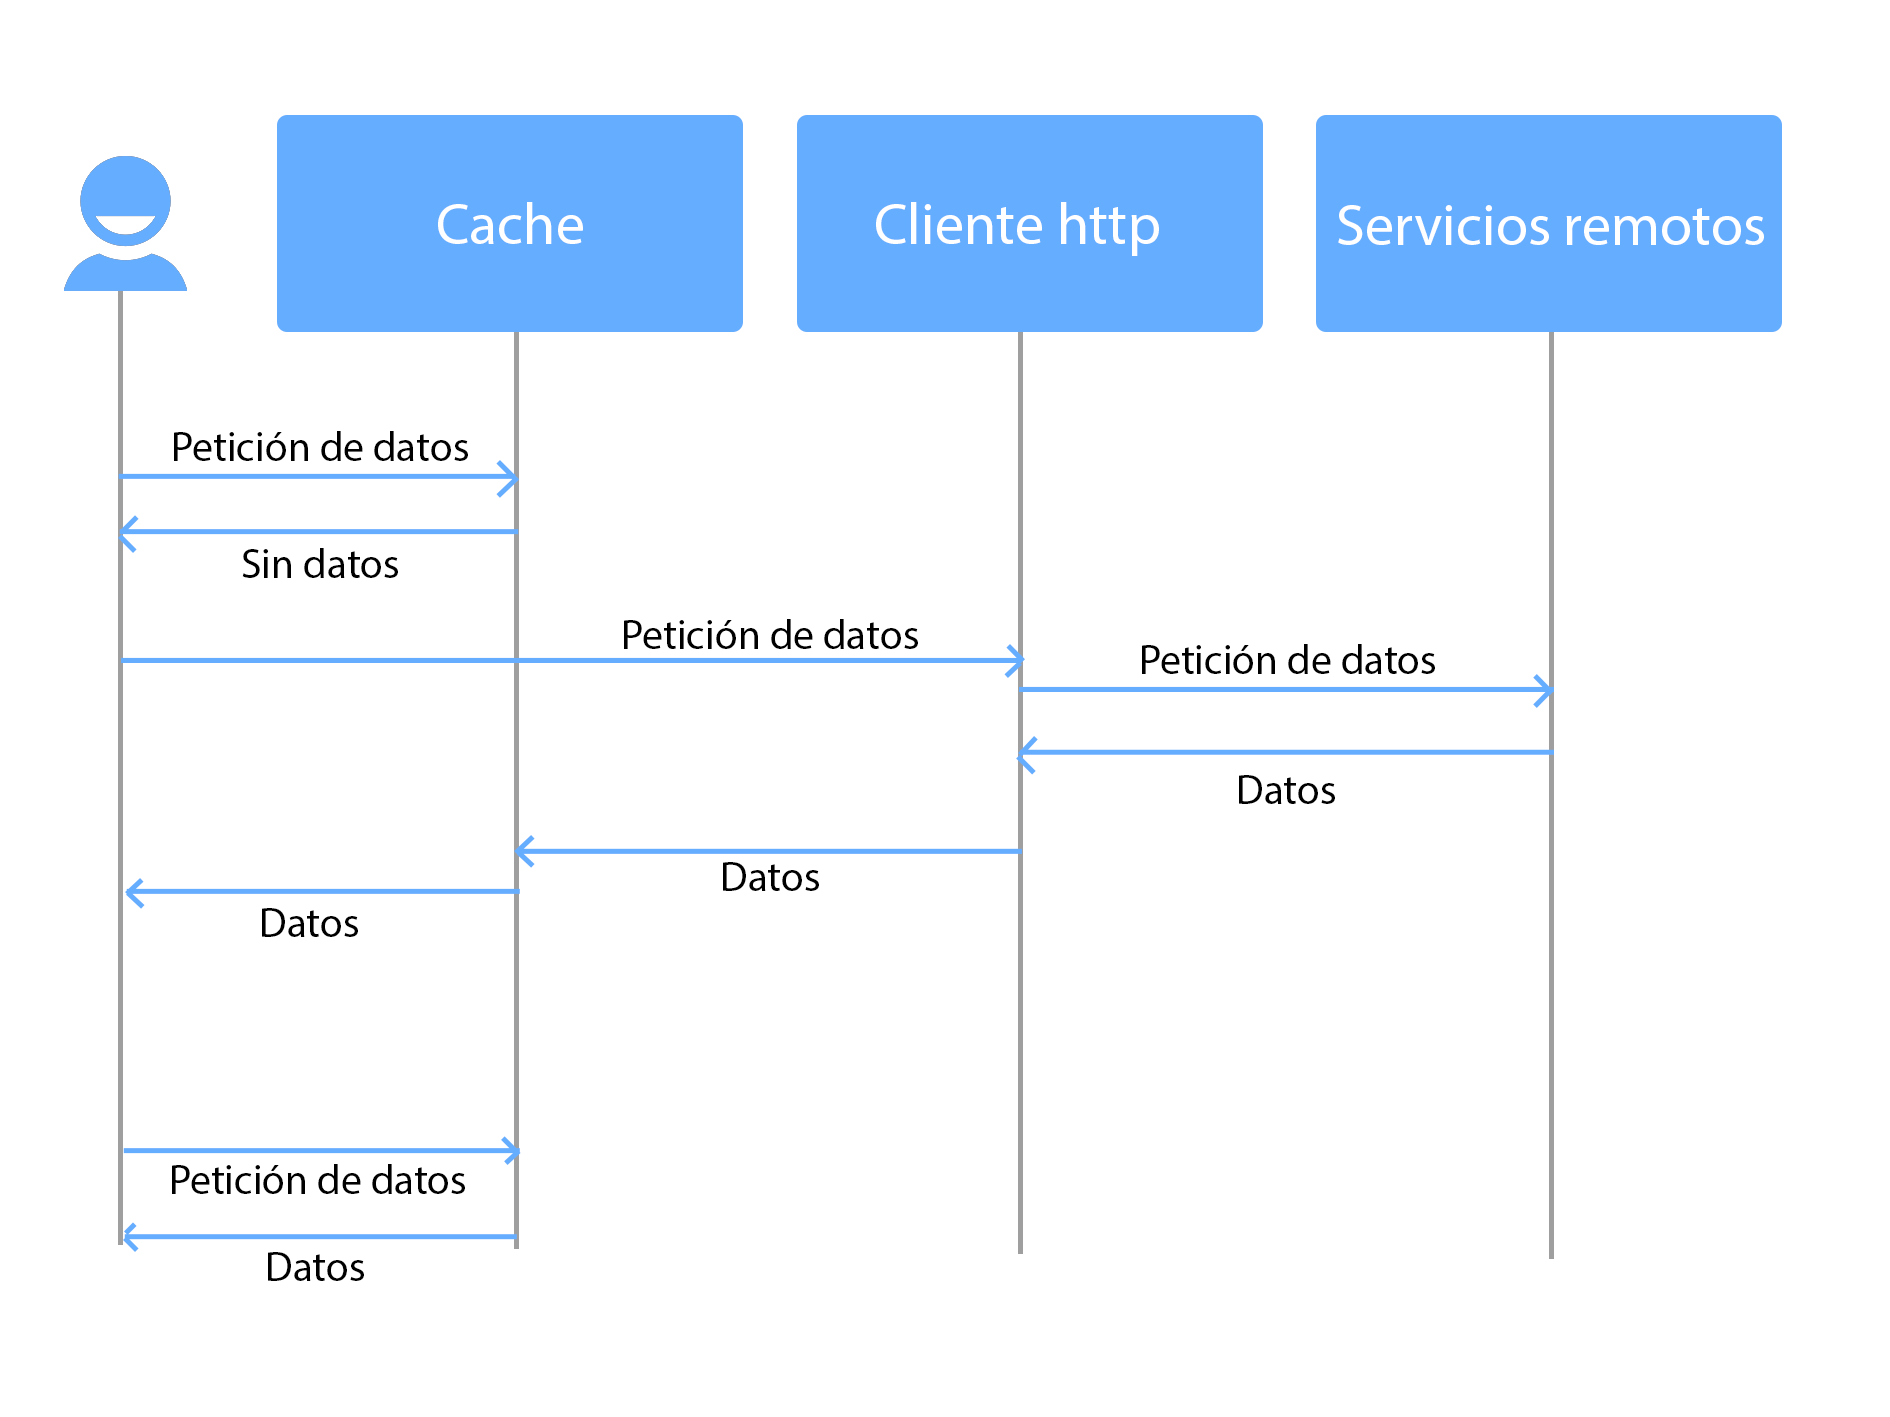 Cache
Cliente http
Servicios remotos
Petición de datos
Sin datos
Petición de datos
Petición de datos
Datos
Datos
Datos
Petición de datos
Datos